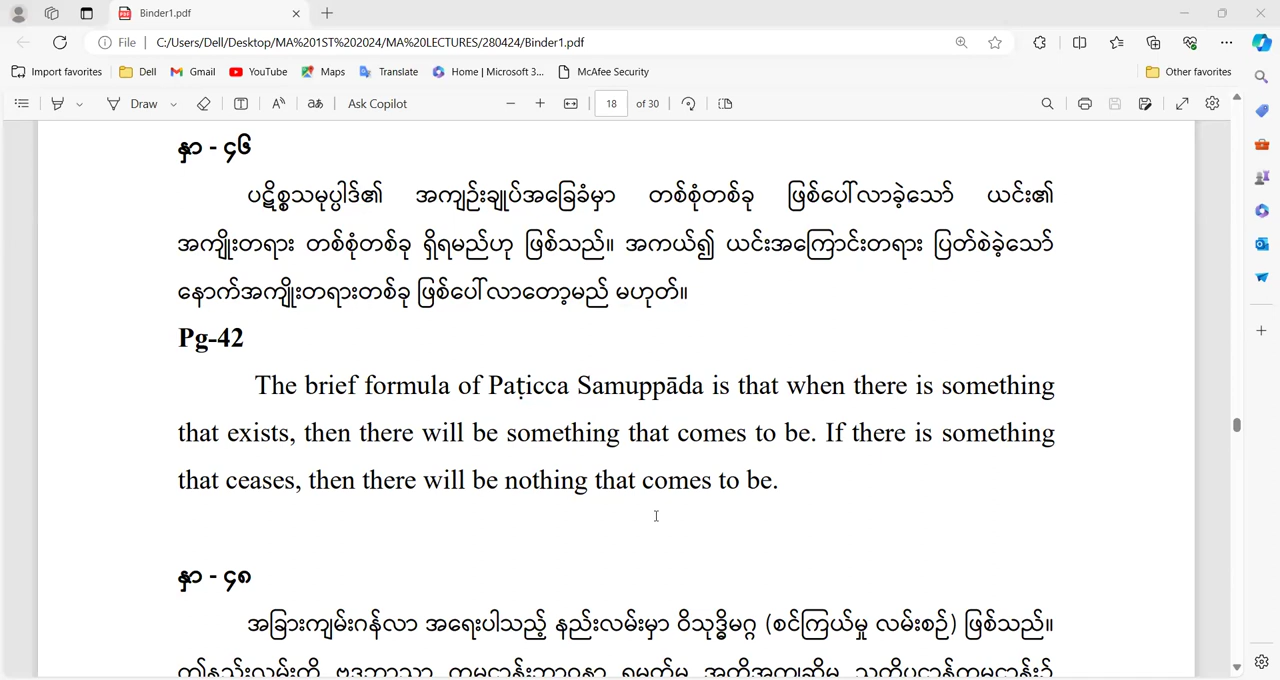 Binder1.pdf
File
C:/Users/Dell/Desktop/MA%201ST%202024/MA%20LECTURES/280424/Binder1.pdf
Import favorites Dell Gmail YouTube Maps Translate Home | Microsoft 3... McAfee Security Other favorites
Draw Ask Copilot 18 of 30
နှာ - ၄၆
ပဋိစ္စသမုပ္ပါဒ်၏ အကျဉ်းချုပ်အခြေခံမှာ တစ်စုံတစ်ခု ဖြစ်ပေါ်လာခဲ့သော် ယင်း၏
အကျိုးတရား တစ်စုံတစ်ခု ရှိရမည်ဟု ဖြစ်သည်။ အကယ်၍ ယင်းအကြောင်းတရား ပြတ်စဲခဲ့သော်
နောက်အကျိုးတရားတစ်ခု ဖြစ်ပေါ်လာတော့မည် မဟုတ်။
Pg-42
The brief formula of Paṭicca Samuppāda is that when there is something
that exists, then there will be something that comes to be. If there is something
that ceases, then there will be nothing that comes to be.
နှာ - ၄၈
အခြားကျမ်းဂန်လာ အရေးပါသည့် နည်းလမ်းမှာ ဝိသုဒ္ဓိမဂ္ဂ (စင်ကြယ်မှု လမ်းစဉ်) ဖြစ်သည်။